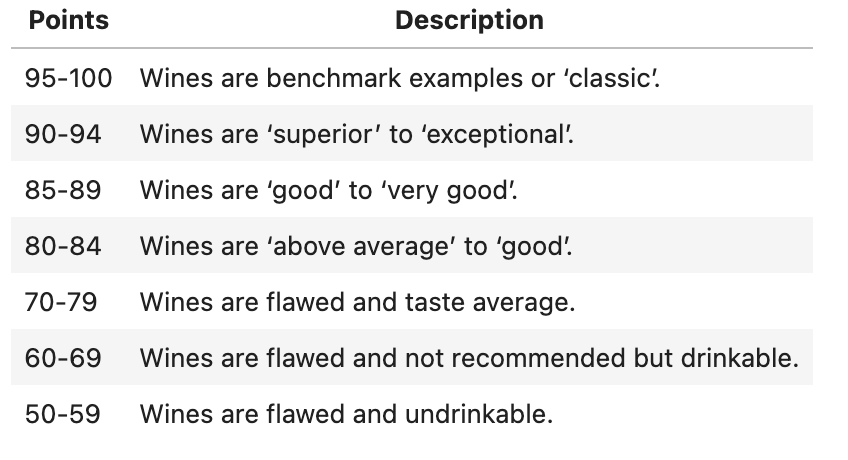 Points Description
95-100 Wines are benchmark examples or ‘classic’.
90-94 Wines are ‘superior’ to ‘exceptional’.
85-89 Wines are ‘good’ to ‘very good’.
80-84 Wines are ‘above average’ to ‘good’.
70-79 Wines are flawed and taste average.
60-69 Wines are flawed and not recommended but drinkable.
50-59 Wines are flawed and undrinkable.